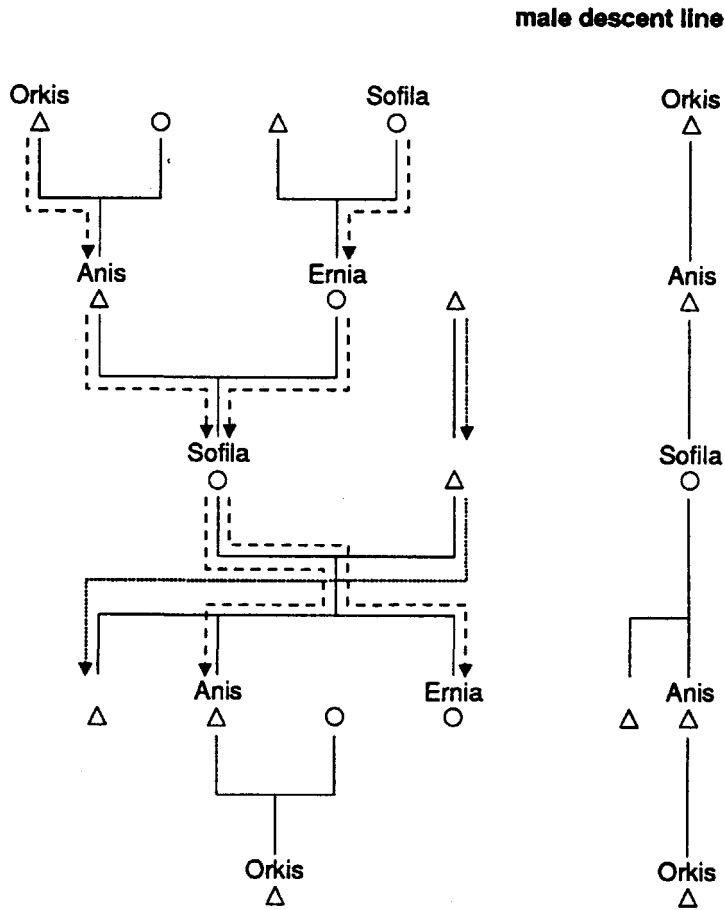 male descent line
Orkis Sofila Orkis
Anis Ernia Anis
Sofila Sofila
Anis Ernia Anis
Orkis Orkis